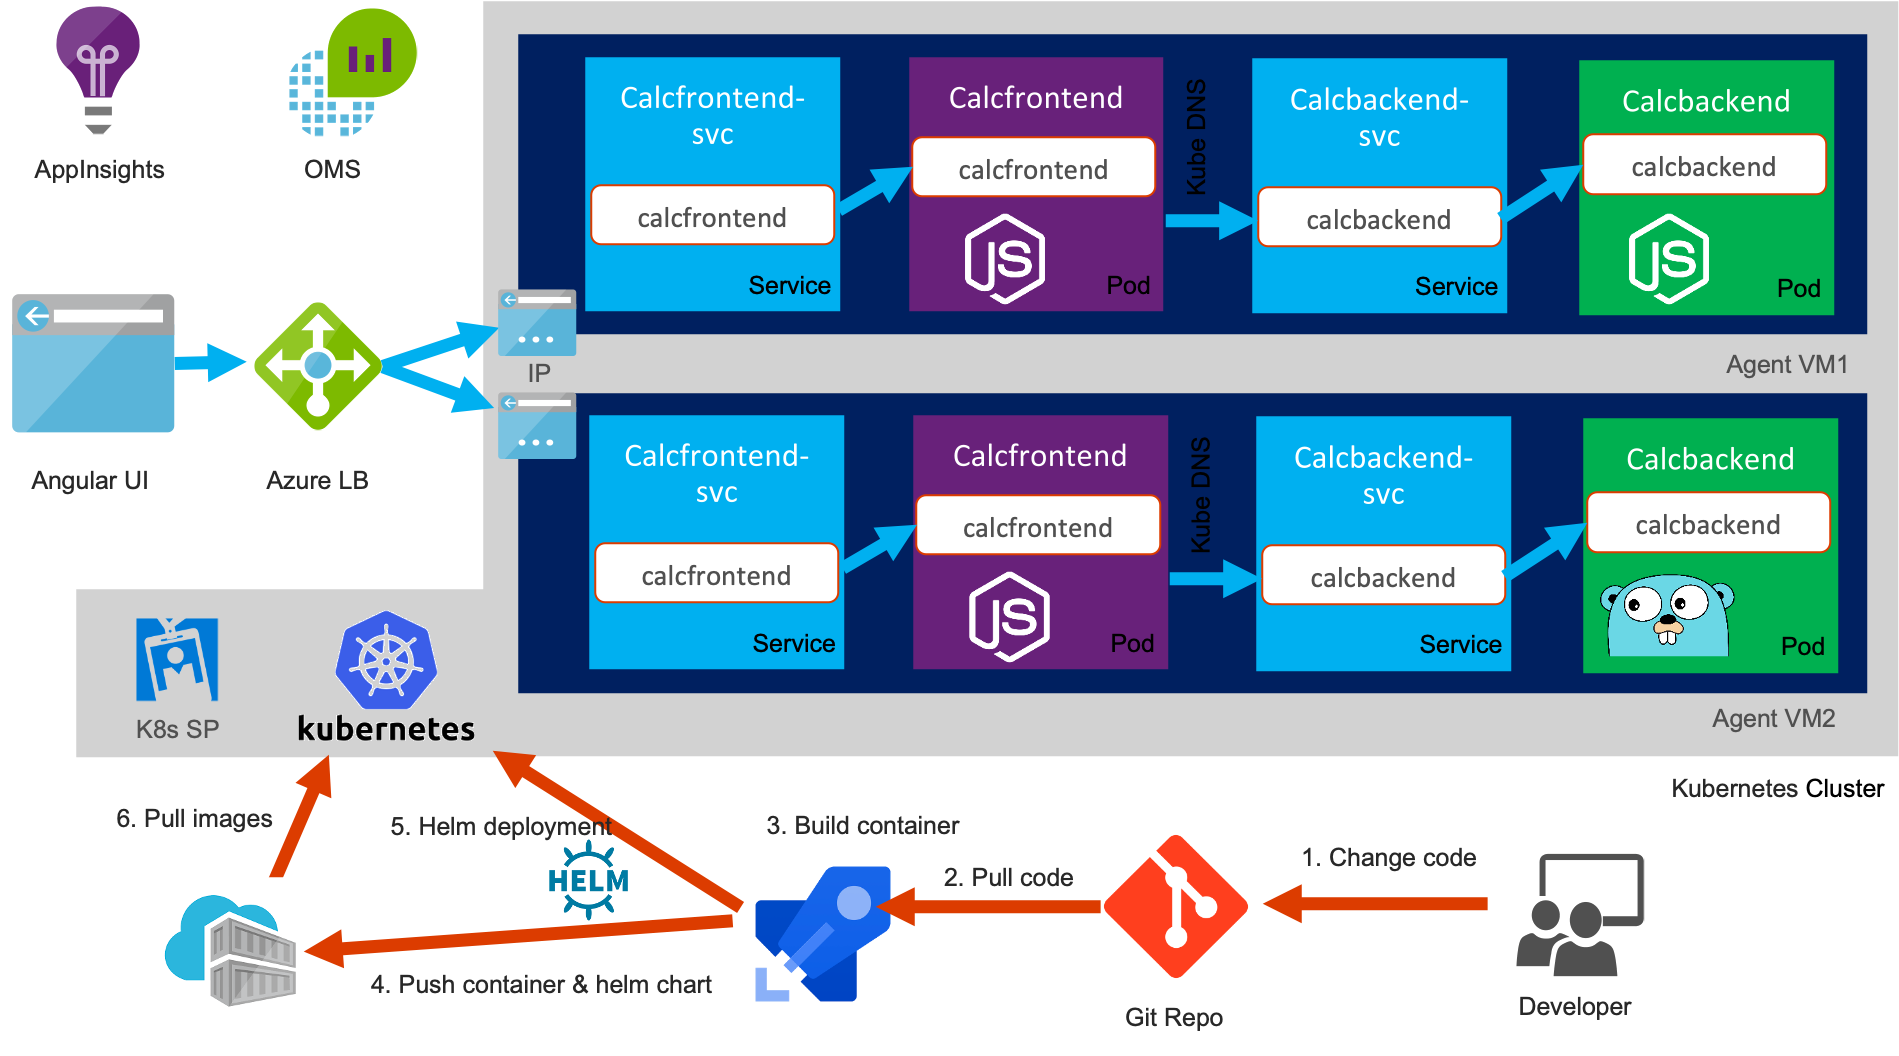 AppInsights
OMS
Calcfrontend-
svc
calcfrontend
Service
Calcfrontend
calcfrontend
JS
Pod
Kube DNS
Calcbackend-
svc
calcbackend
Service
Calcbackend
calcbackend
JS
Pod
Agent VM1
Angular UI
Azure LB
IP
Calcfrontend-
svc
calcfrontend
Service
Calcfrontend
calcfrontend
JS
Pod
Kube DNS
Calcbackend-
svc
calcbackend
Service
Calcbackend
calcbackend
Pod
Agent VM2
K8s SP
kubernetes
Kubernetes Cluster
6. Pull images
5. Helm deployment
HELM
3. Build container
2. Pull code
1. Change code
4. Push container & helm chart
Git Repo
Developer